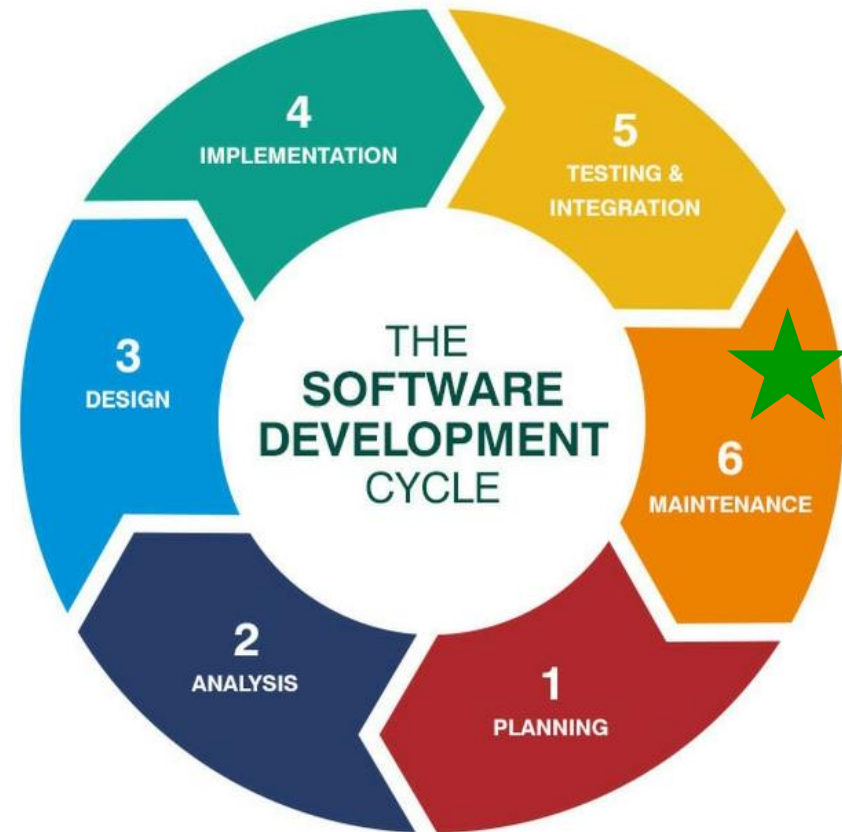 THE
SOFTWARE
DEVELOPMENT
CYCLE
1
PLANNING
2
ANALYSIS
3
DESIGN
4
IMPLEMENTATION
5
TESTING &
INTEGRATION
6
MAINTENANCE